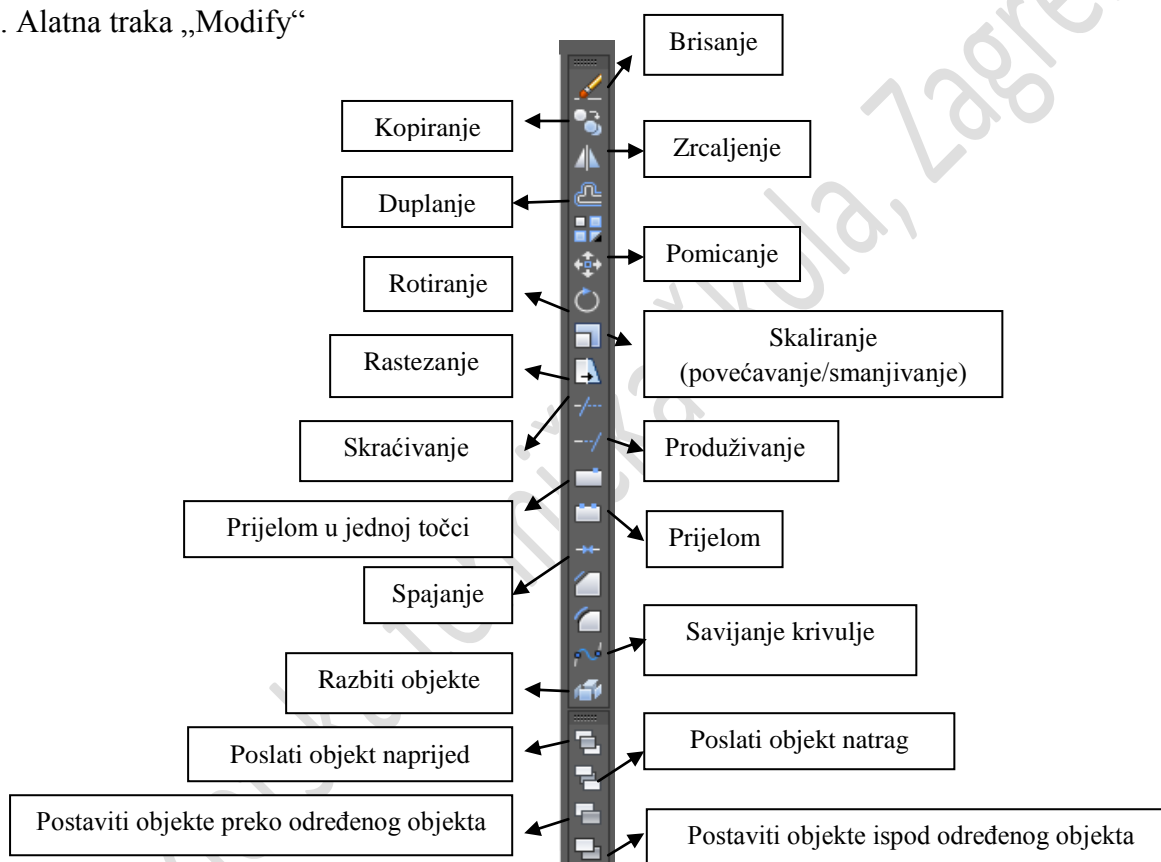 . Alatna traka „Modify“
Brisanje
Kopiranje
Zrcaljenje
Duplanje
Pomicanje
Rotiranje
Skaliranje
(povećavanje/smanjivanje)
Rastezanje
Skraćivanje
Produživanje
Prijelom u jednoj točci
Prijelom
Spajanje
Savijanje krivulje
Razbiti objekte
Poslati objekt naprijed
Poslati objekt natrag
Postaviti objekte preko određenog objekta
Postaviti objekte ispod određenog objekta